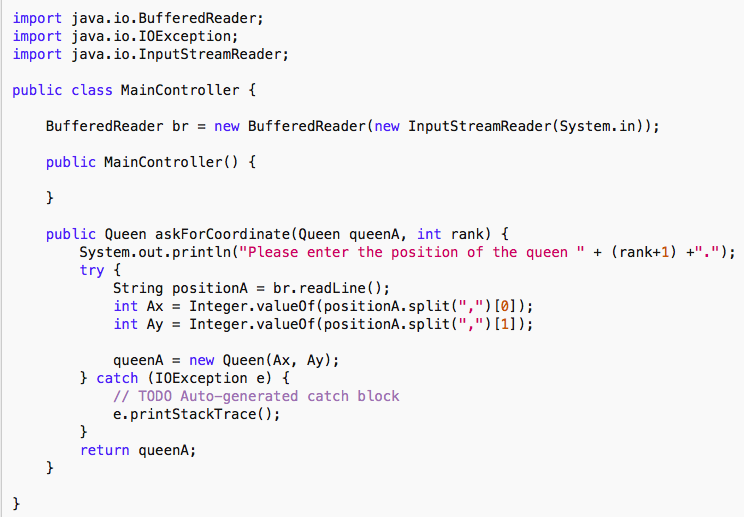 import java.io.BufferedReader;
import java.io.IOException;
import java.io.InputStreamReader;

public class MainController {

    BufferedReader br = new BufferedReader(new InputStreamReader(System.in));

    public MainController() {

    }

    public Queen askForCoordinate(Queen queenA, int rank) {
        System.out.println("Please enter the position of the queen " + (rank+1) +".");
        try {
            String positionA = br.readLine();
            int Ax = Integer.valueOf(positionA.split(",")[0]);
            int Ay = Integer.valueOf(positionA.split(",")[1]);

            queenA = new Queen(Ax, Ay);
        } catch (IOException e) {
            // TODO Auto-generated catch block
            e.printStackTrace();
        }
        return queenA;
    }

}